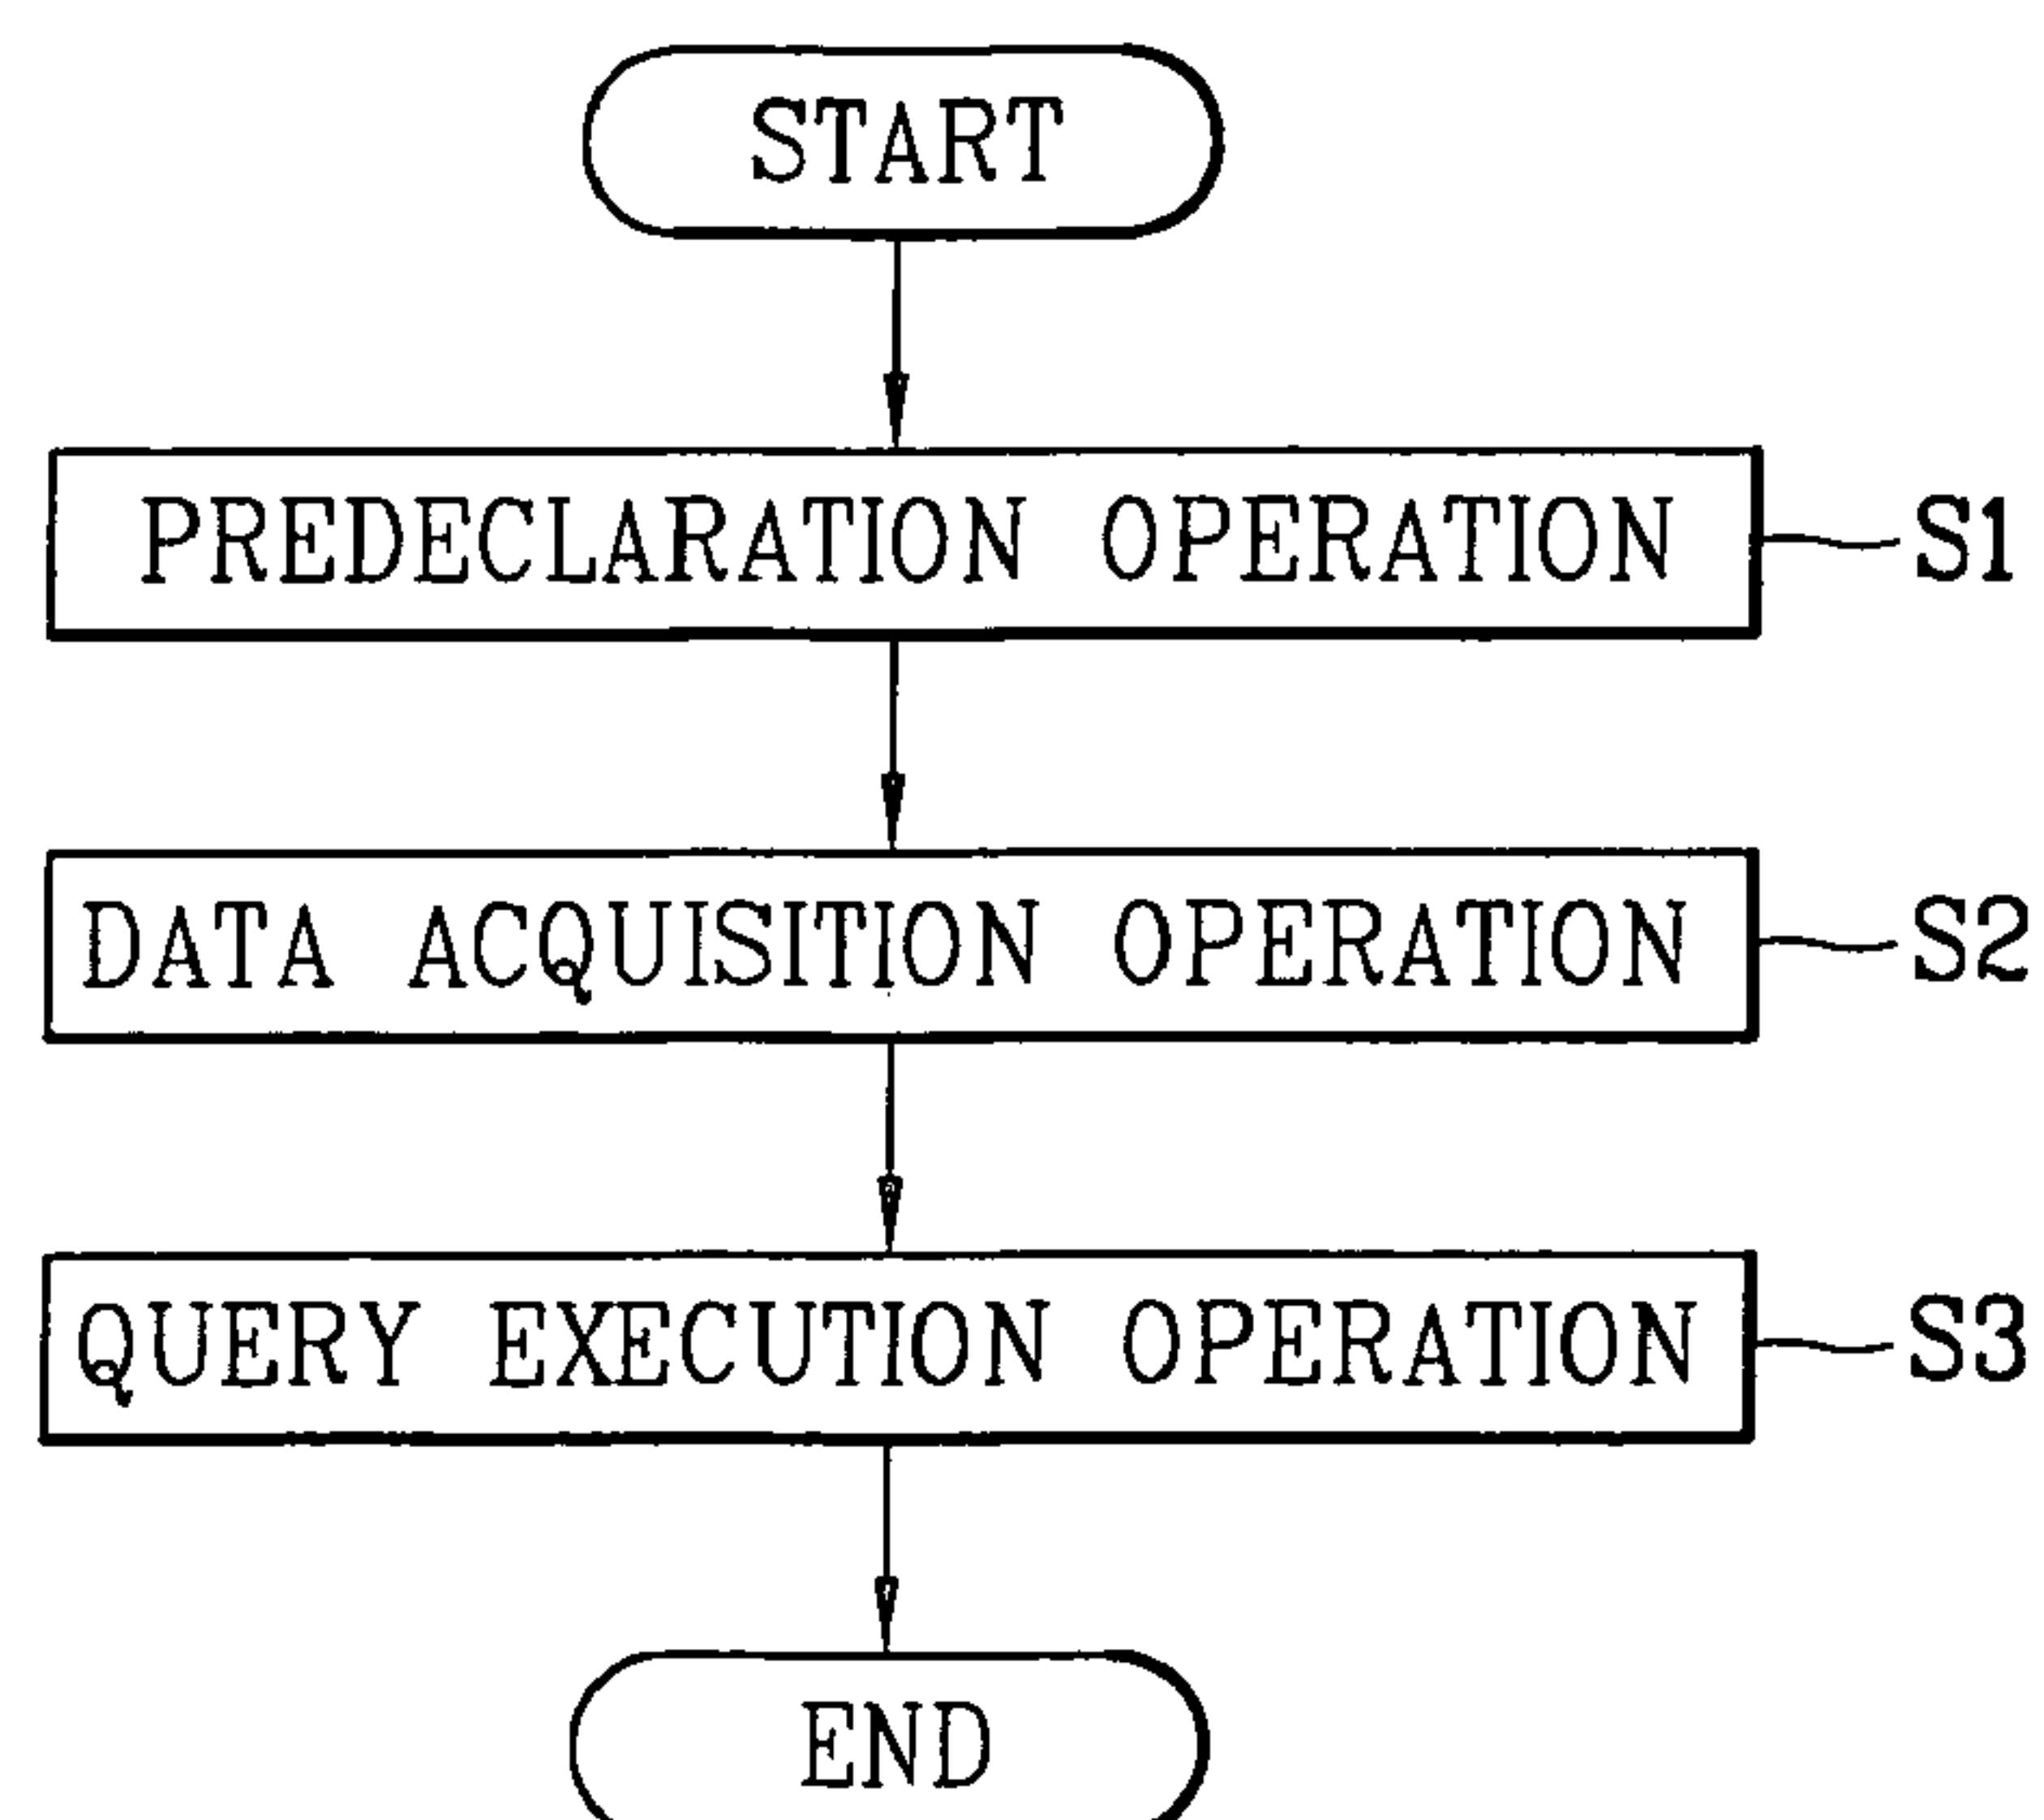 START
PREDECLARATION OPERATION S1
DATA ACQUISITION OPERATION S2
QUERY EXECUTION OPERATION S3
END